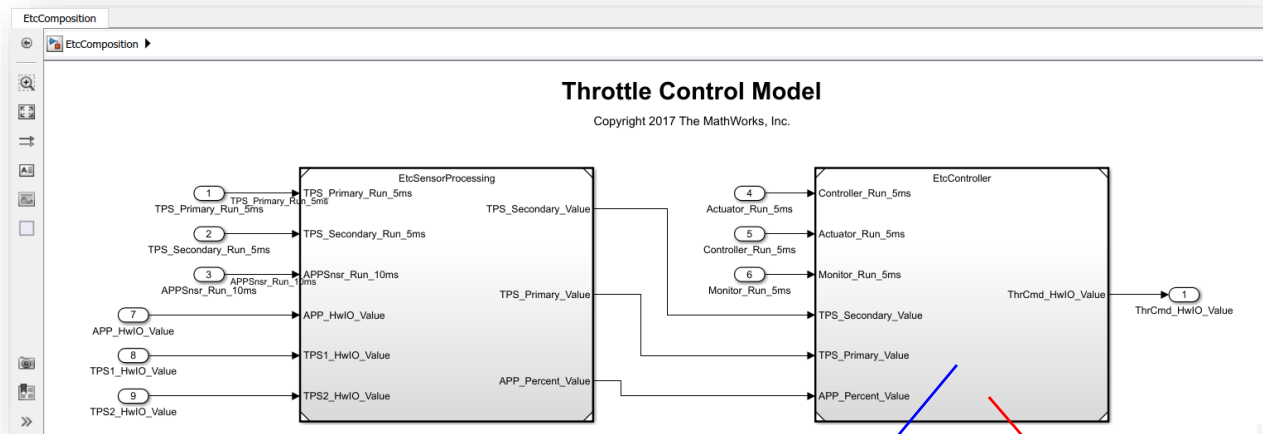 EtcComposition
EtcComposition
Throttle Control Model
Copyright 2017 The MathWorks, Inc.
EtcSensorProcessing
1
TPS_Primary_Run_5ms
TPS_Primary_Run_5ms
TPS_Primary_Run_5ms
2
TPS_Secondary_Run_5ms
TPS_Secondary_Run_5ms
3
APPSnsr_Run_10ms
APPSnsr_Run_10ms
APPSnsr_Run_10ms
7
APP_HwIO_Value
APP_HwIO_Value
8
TPS1_HwIO_Value
TPS1_HwIO_Value
9
TPS2_HwIO_Value
TPS2_HwIO_Value
TPS_Secondary_Value
TPS_Primary_Value
APP_Percent_Value
EtcController
4
Actuator_Run_5ms
Controller_Run_5ms
5
Controller_Run_5ms
Actuator_Run_5ms
6
Monitor_Run_5ms
Monitor_Run_5ms
TPS_Secondary_Value
TPS_Primary_Value
APP_Percent_Value
ThrCmd_HwIO_Value
1
ThrCmd_HwIO_Value